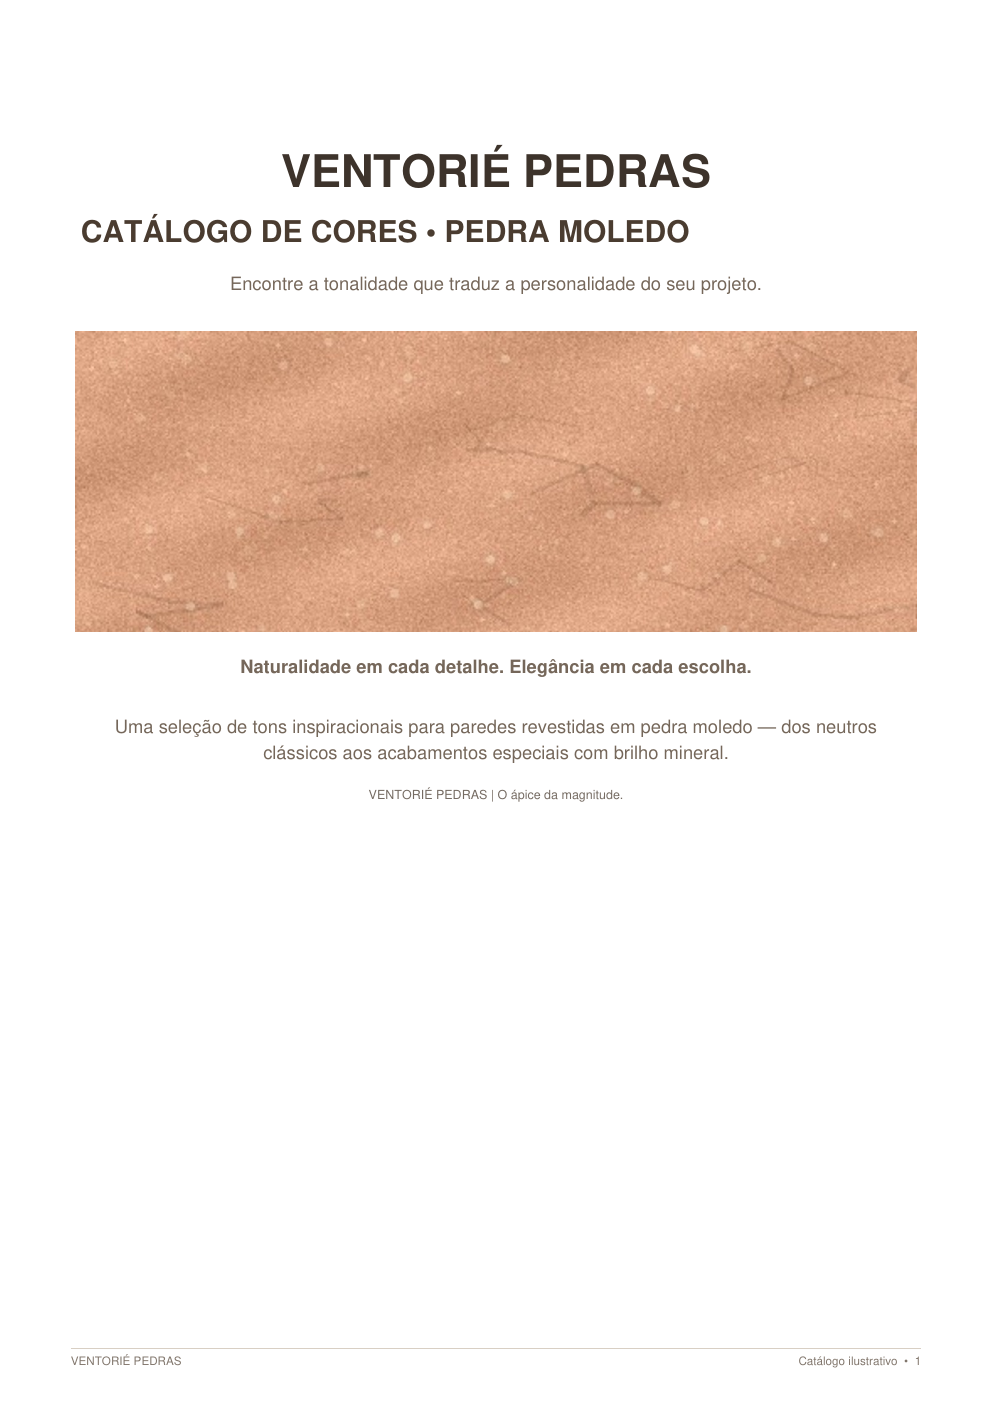 VENTORIÉ PEDRAS
CATÁLOGO DE CORES • PEDRA MOLEDO
Encontre a tonalidade que traduz a personalidade do seu projeto.
Naturalidade em cada detalhe. Elegância em cada escolha.
Uma seleção de tons inspiracionais para paredes revestidas em pedra moledo — dos neutros
clássicos aos acabamentos especiais com brilho mineral.
VENTORIÉ PEDRAS | O ápice da magnitude.
VENTORIÉ PEDRAS
Catálogo ilustrativo • 1